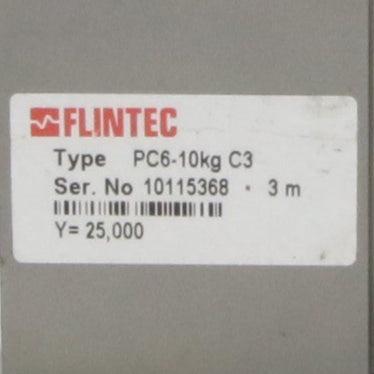 FLINTEC
Type PC6-10kg C3
Ser. No 10115368 • 3 m
Y= 25,000